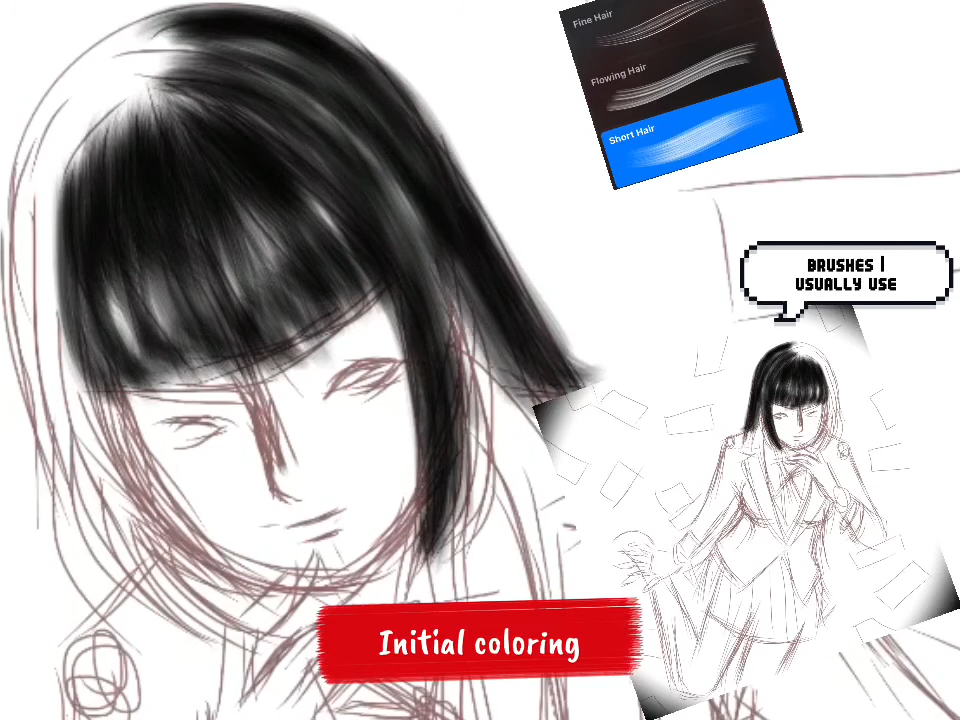 Fine Hair
Flowing Hair
Short Hair
BRUSHES I
USUALLY USE
Initial coloring